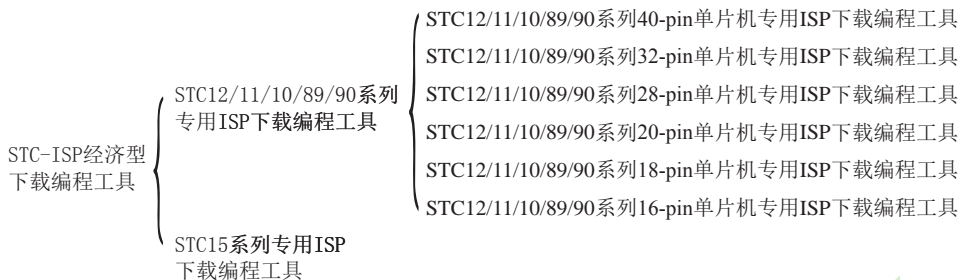 STC-ISP经济型
下载编程工具
STC12/11/10/89/90系列
专用ISP下载编程工具
STC12/11/10/89/90系列40-pin单片机专用ISP下载编程工具
STC12/11/10/89/90系列32-pin单片机专用ISP下载编程工具
STC12/11/10/89/90系列28-pin单片机专用ISP下载编程工具
STC12/11/10/89/90系列20-pin单片机专用ISP下载编程工具
STC12/11/10/89/90系列18-pin单片机专用ISP下载编程工具
STC12/11/10/89/90系列16-pin单片机专用ISP下载编程工具
STC15系列专用ISP
下载编程工具